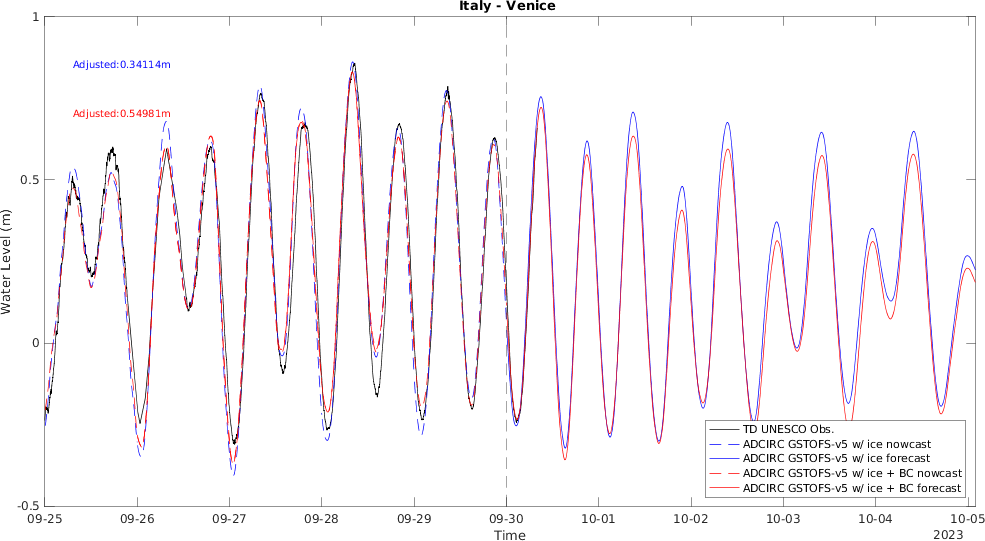 Italy - Venice
Adjusted:0.34114m
Adjusted:0.54981m
Water Level (m)
1
0.5
0
-0.5
TD UNESCO Obs.
ADCIRC GSTOFS-v5 w/ ice nowcast
ADCIRC GSTOFS-v5 w/ ice forecast
ADCIRC GSTOFS-v5 w/ ice + BC nowcast
ADCIRC GSTOFS-v5 w/ ice + BC forecast
09-25 09-26 09-27 09-28 09-29 09-30 10-01 10-02 10-03 10-04 10-05
Time
2023